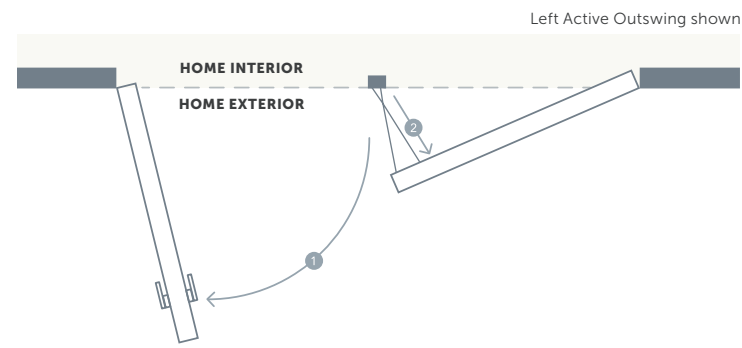 Left Active Outswing shown
HOME INTERIOR
HOME EXTERIOR
2
1